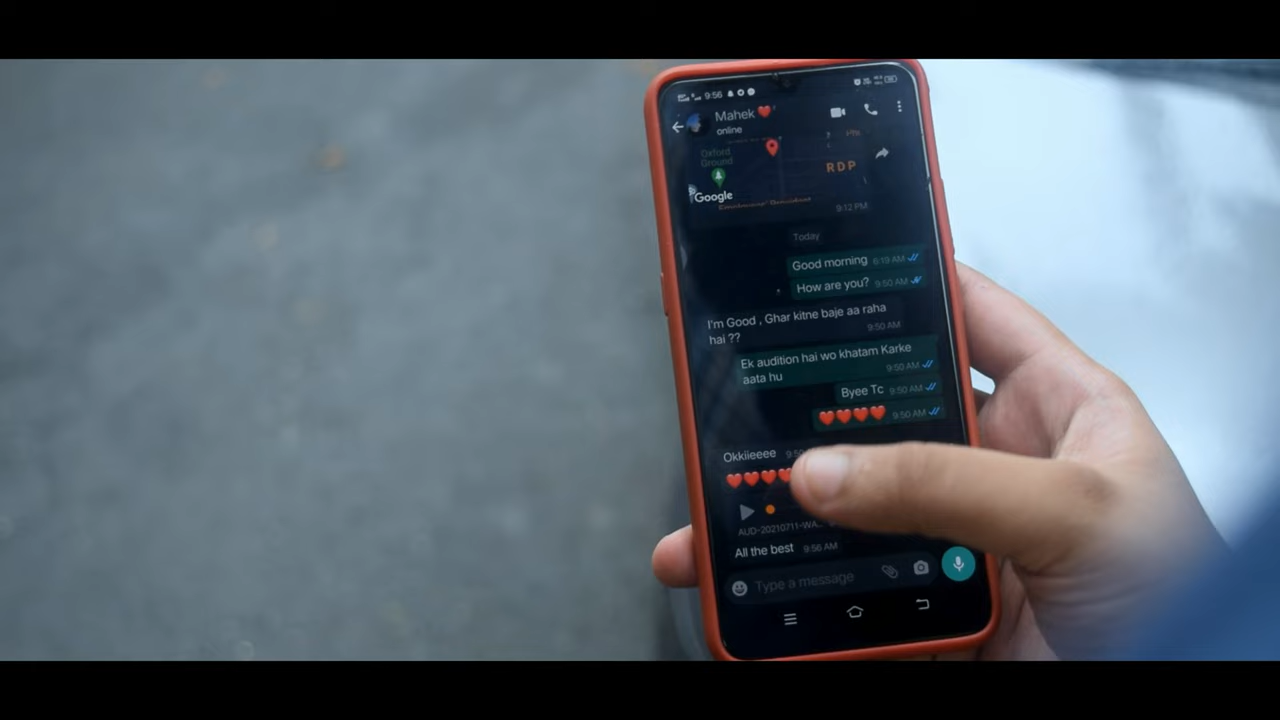 9:56
Mahek ❤️
online
Oxford
Ground
RDP
Google
9:12 PM
Today
Good morning 6:19 AM
How are you? 9:50 AM
I'm Good , Ghar kitne baje aa raha
hai ??
9:50 AM
Ek audition hai wo khatam Karke
aata hu
9:50 AM
Byee Tc 9:50 AM
❤️❤️❤️❤️ 9:50 AM
Okkiieeee
AUD-20210711-WA...
All the best 9:56 AM
Type a message